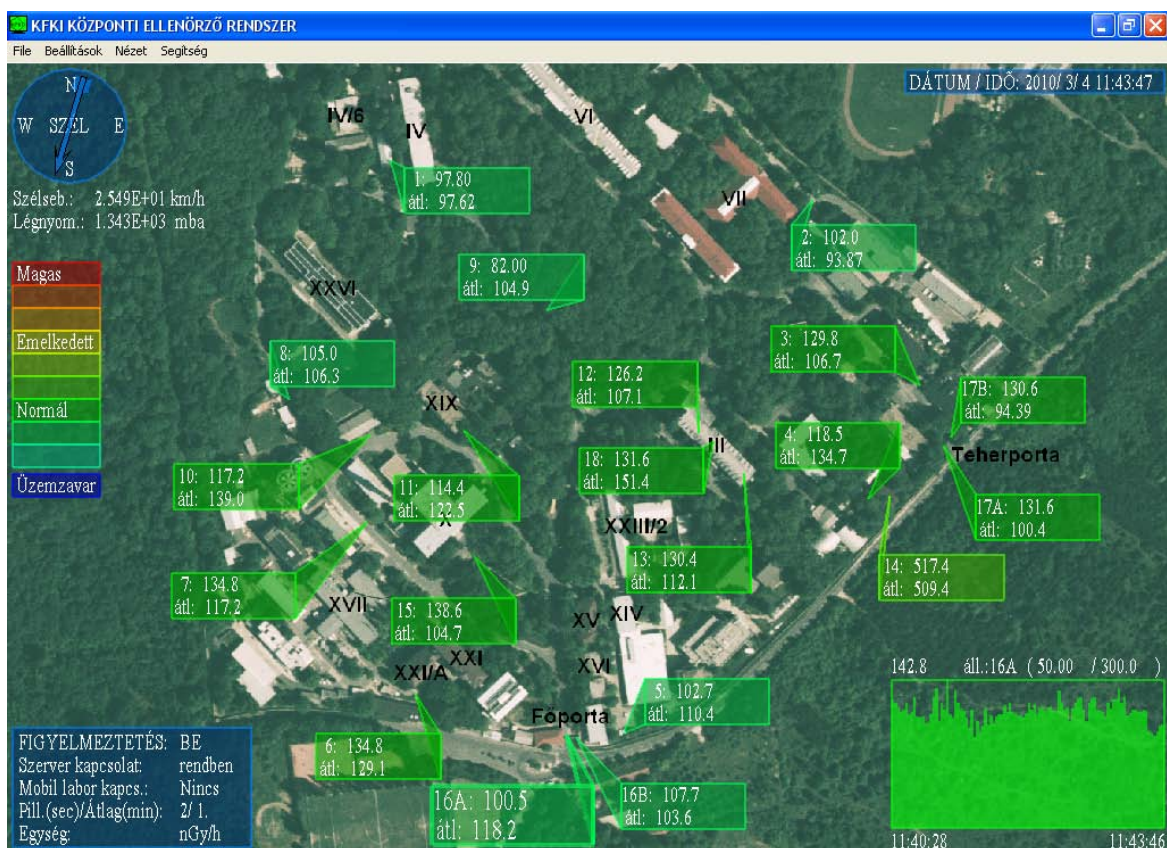 KFKI KÖZPONTI ELLENÖRZŐ RENDSZER
File Beállítások Nézet Segítség
DÁTUM / IDÕ: 2010/ 3/ 4 11:43:47
N
W SZÉL E
S
Szélseb.: 2.549E+01 km/h
Légnyom.: 1.343E+03 mba
IV/6
IV
VI
VII
1: 97.80
átl: 97.62
2: 102.0
átl: 93.87
9: 82.00
átl: 104.9
Magas
Emelkedett
Normál
Üzemzavar
XXVI
8: 105.0
átl: 106.3
3: 129.8
átl: 106.7
12: 126.2
átl: 107.1
17B: 130.6
átl: 94.39
XIX
III
4: 118.5
átl: 134.7
Teherporta
18: 131.6
átl: 151.4
10: 117.2
átl: 139.0
11: 114.4
átl: 122.5
X
17A: 131.6
átl: 100.4
XXIII/2
13: 130.4
átl: 112.1
14: 517.4
átl: 509.4
7: 134.8
átl: 117.2
XVII
15: 138.6
átl: 104.7
XV
XIV
XXI
XXI/A
XVI
5: 102.7
átl: 110.4
Főporta
6: 134.8
átl: 129.1
16A: 100.5
átl: 118.2
16B: 107.7
átl: 103.6
142.8 áll.:16A ( 50.00 / 300.0 )
11:40:28 11:43:46
FIGYELMEZTETÉS: BE
Szerver kapcsolat: rendben
Mobil labor kapcs.: Nincs
Pill.(sec)/Átlag(min): 2/ 1.
Egység: nGy/h